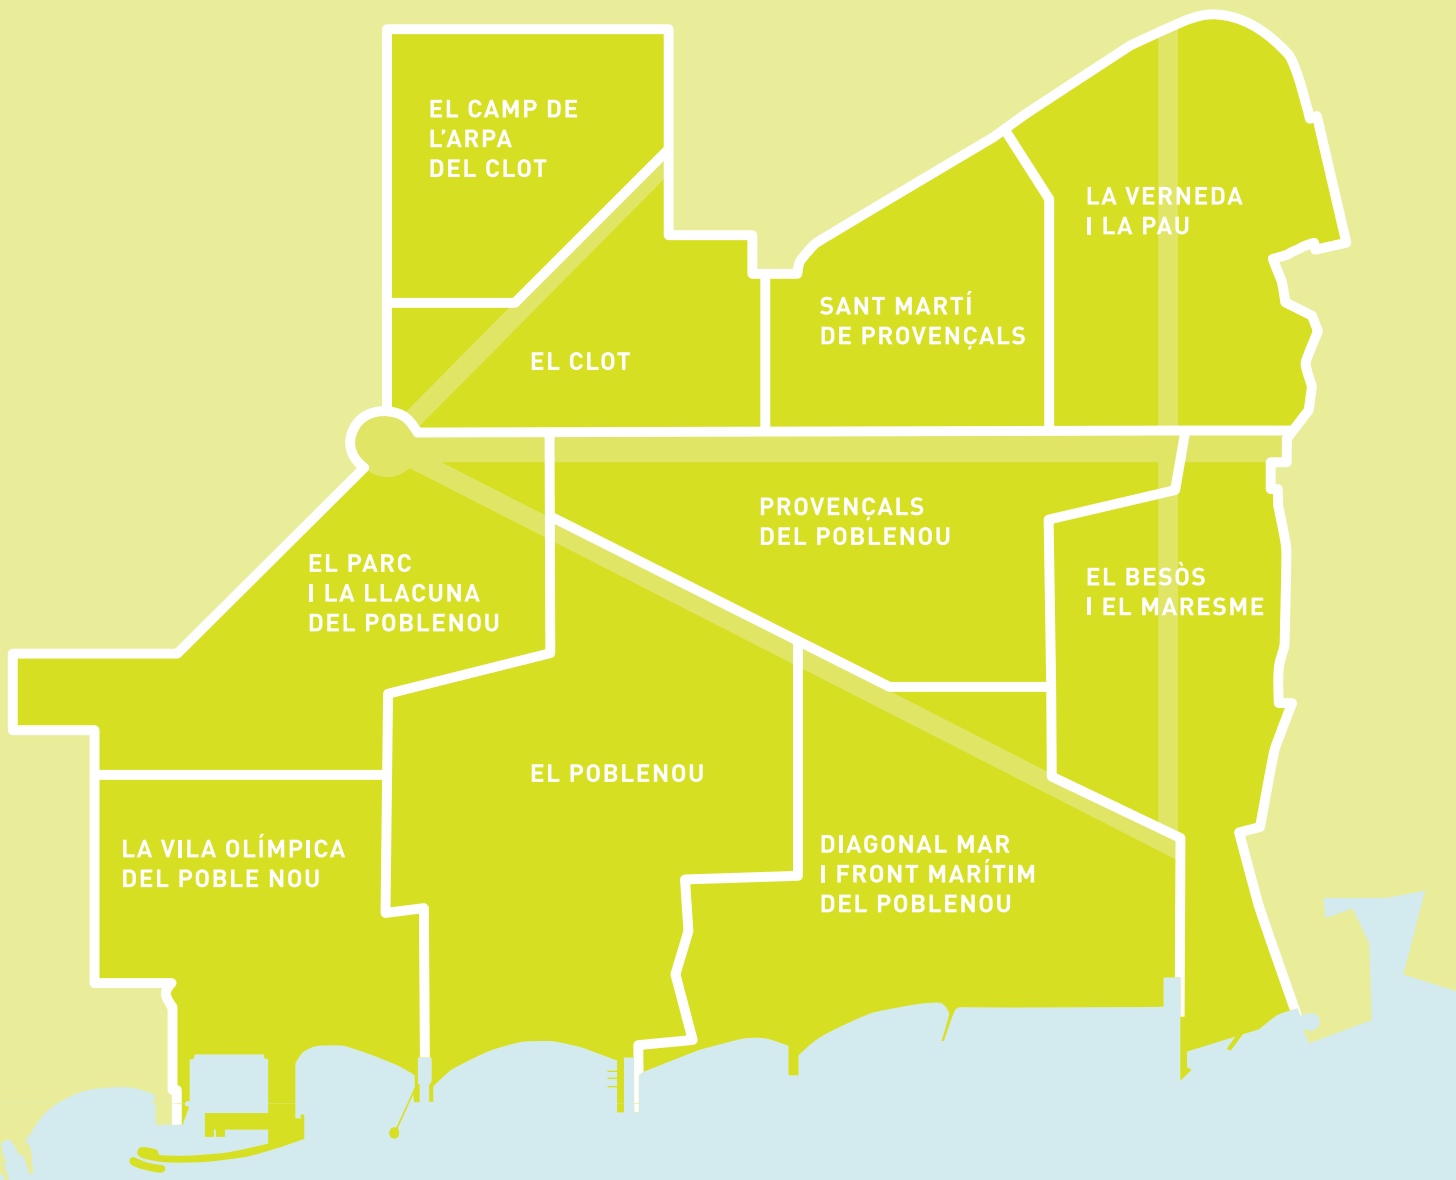 EL CAMP DE
L'ARPA
DEL CLOT
LA VERNEDA
I LA PAU
SANT MARTÍ
DE PROVENÇALS
EL CLOT
PROVENÇALS
DEL POBLENOU
EL PARC
I LA LLACUNA
DEL POBLENOU
EL BESÒS
I EL MARESME
EL POBLENOU
LA VILA OLÍMPICA
DEL POBLE NOU
DIAGONAL MAR
I FRONT MARÍTIM
DEL POBLENOU